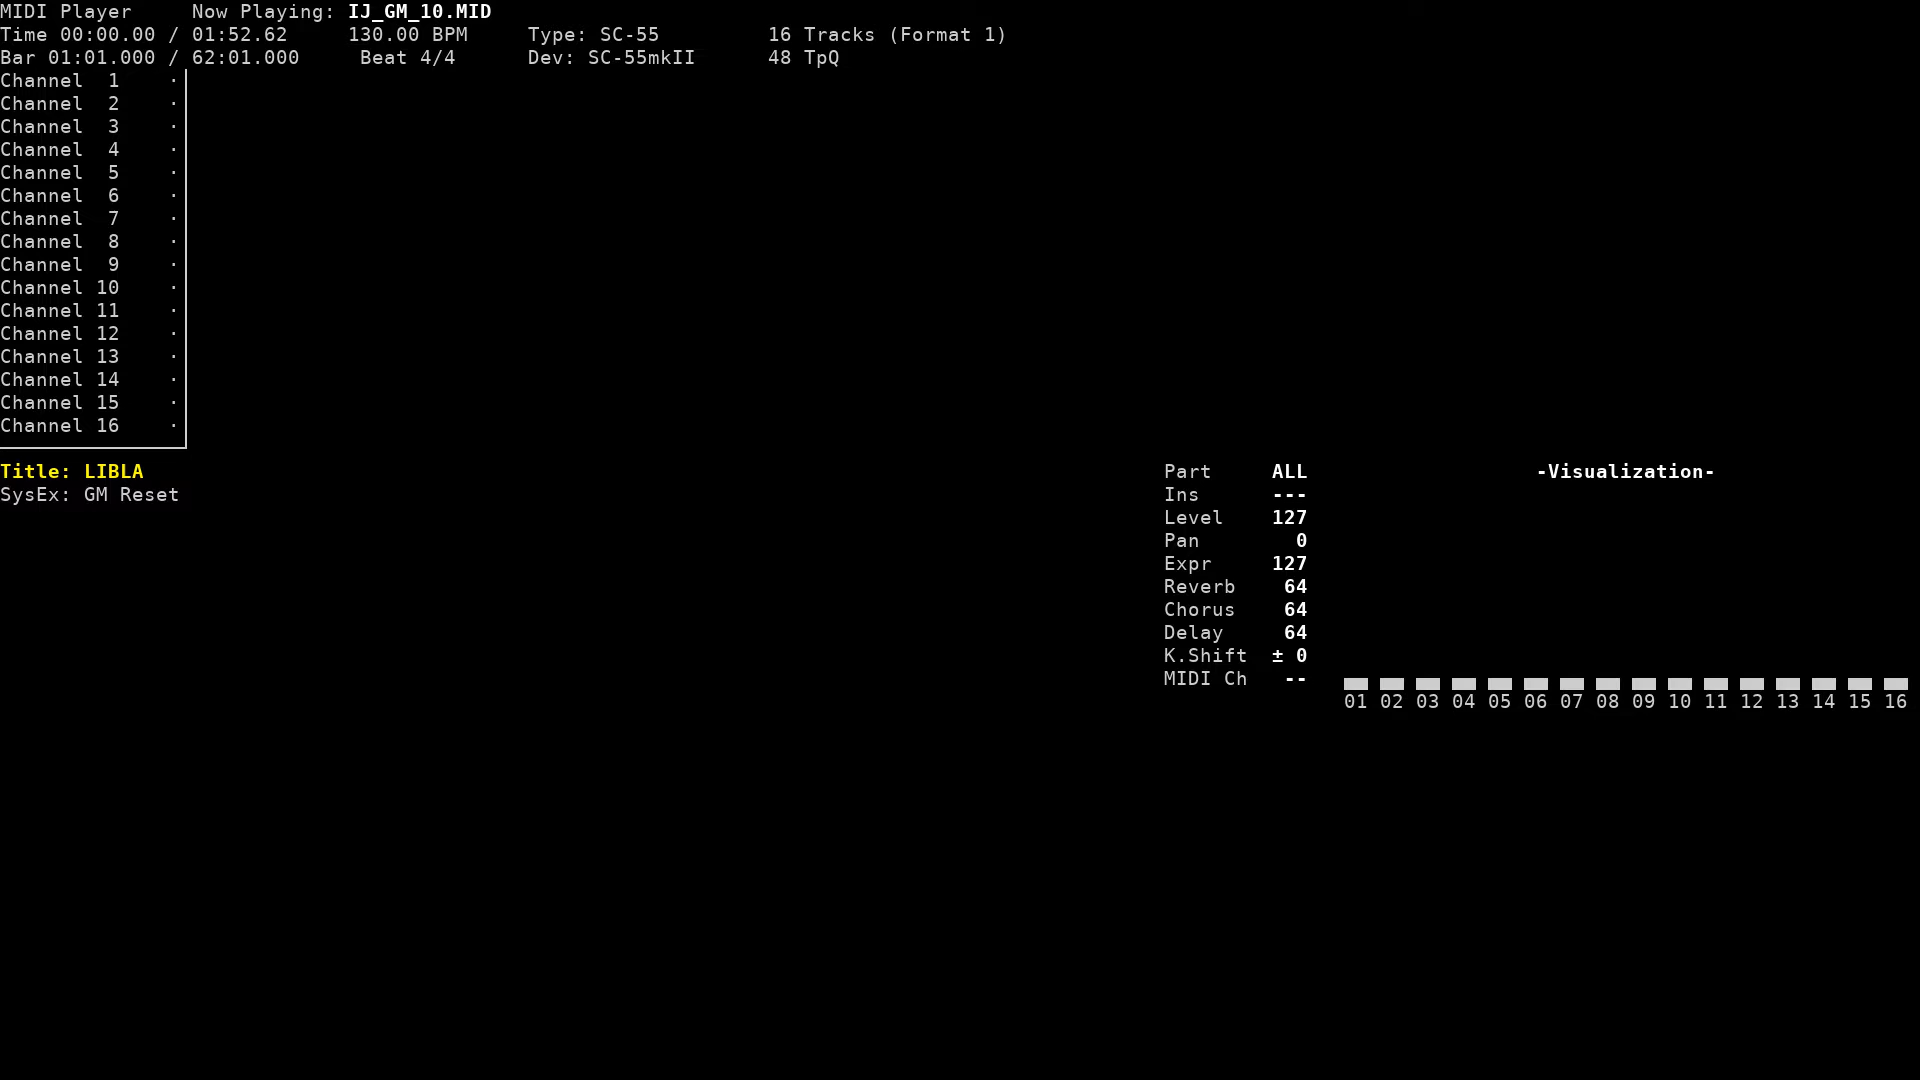 MIDI Player Now Playing: IJ_GM_10.MID
Time 00:00.00 / 01:52.62 130.00 BPM Type: SC-55 16 Tracks (Format 1)
Bar 01:01.000 / 62:01.000 Beat 4/4 Dev: SC-55mkII 48 TpQ
Channel 1 ·
Channel 2 ·
Channel 3 ·
Channel 4 ·
Channel 5 ·
Channel 6 ·
Channel 7 ·
Channel 8 ·
Channel 9 ·
Channel 10 ·
Channel 11 ·
Channel 12 ·
Channel 13 ·
Channel 14 ·
Channel 15 ·
Channel 16 ·
Title: LIBLA
SysEx: GM Reset
Part ALL
Ins ---
Level 127
Pan 0
Expr 127
Reverb 64
Chorus 64
Delay 64
K.Shift ± 0
MIDI Ch --
-Visualization-
01 02 03 04 05 06 07 08 09 10 11 12 13 14 15 16